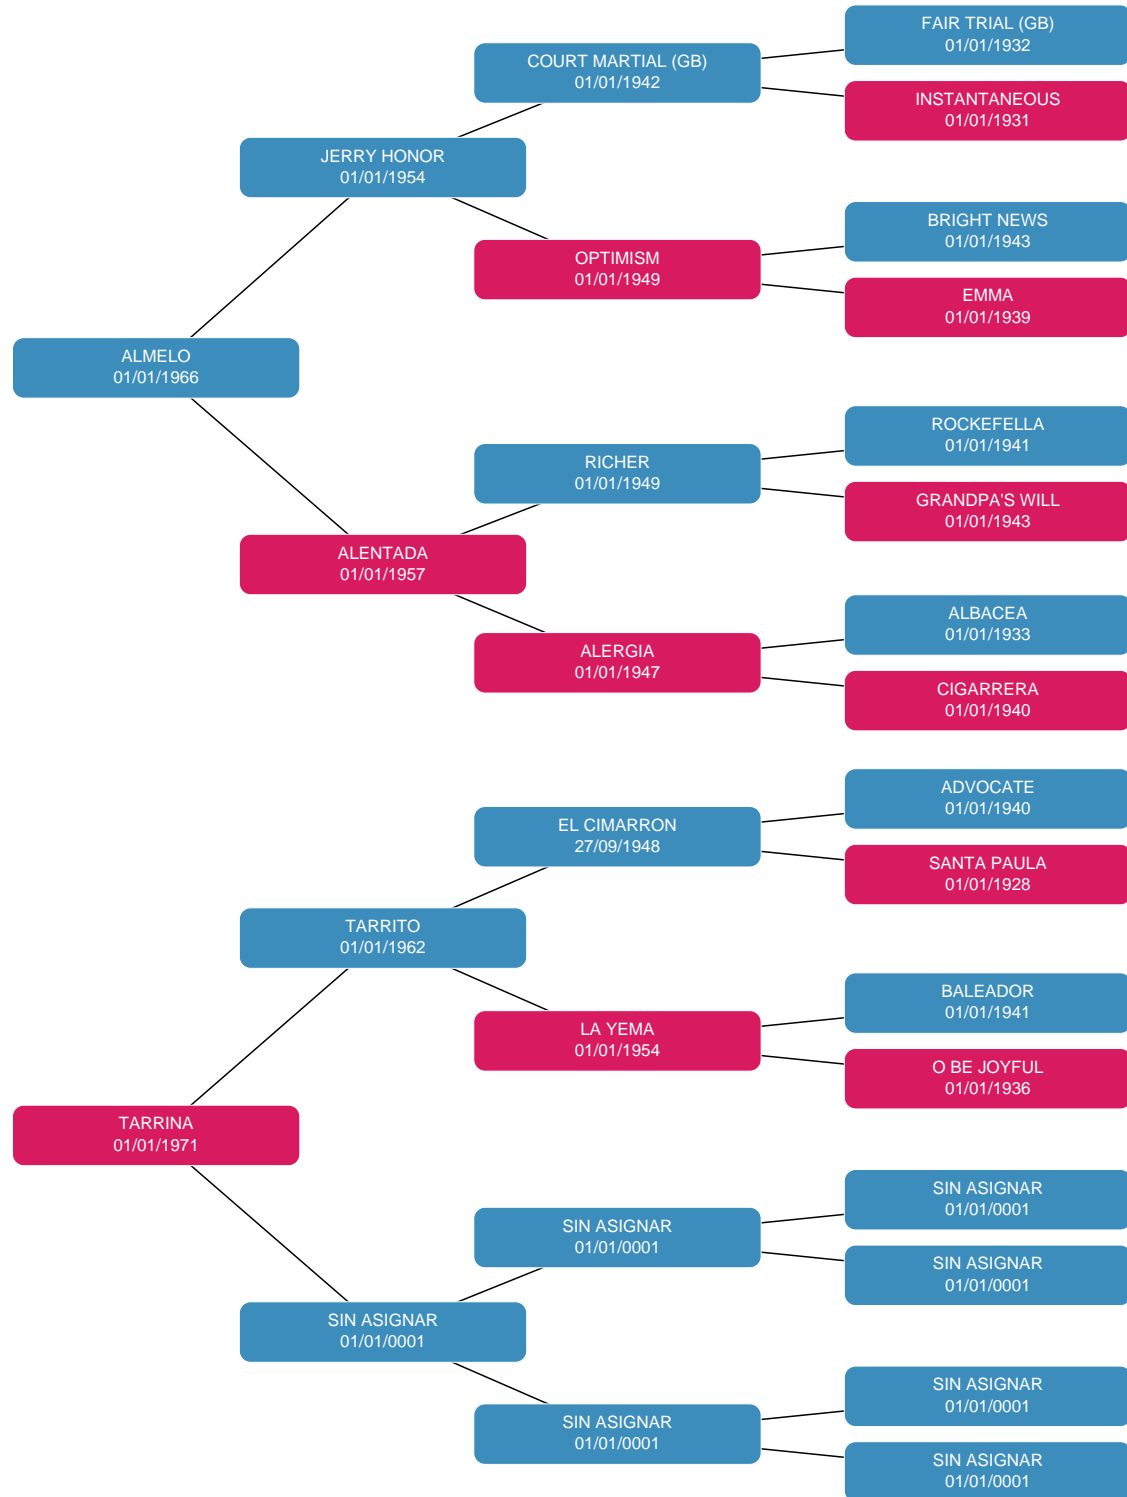 FAIR TRIAL (GB)
01/01/1932
COURT MARTIAL (GB)
01/01/1942
INSTANTANEOUS
01/01/1931
JERRY HONOR
01/01/1954
BRIGHT NEWS
01/01/1943
OPTIMISM
01/01/1949
EMMA
01/01/1939
ALMELO
01/01/1966
ROCKEFELLA
01/01/1941
RICHER
01/01/1949
GRANDPA'S WILL
01/01/1943
ALENTADA
01/01/1957
ALBACEA
01/01/1933
ALERGIA
01/01/1947
CIGARRERA
01/01/1940
ADVOCATE
01/01/1940
EL CIMARRON
27/09/1948
SANTA PAULA
01/01/1928
TARRITO
01/01/1962
BALEADOR
01/01/1941
LA YEMA
01/01/1954
O BE JOYFUL
01/01/1936
TARRINA
01/01/1971
SIN ASIGNAR
01/01/0001
SIN ASIGNAR
01/01/0001
SIN ASIGNAR
01/01/0001
SIN ASIGNAR
01/01/0001
SIN ASIGNAR
01/01/0001
SIN ASIGNAR
01/01/0001
SIN ASIGNAR
01/01/0001